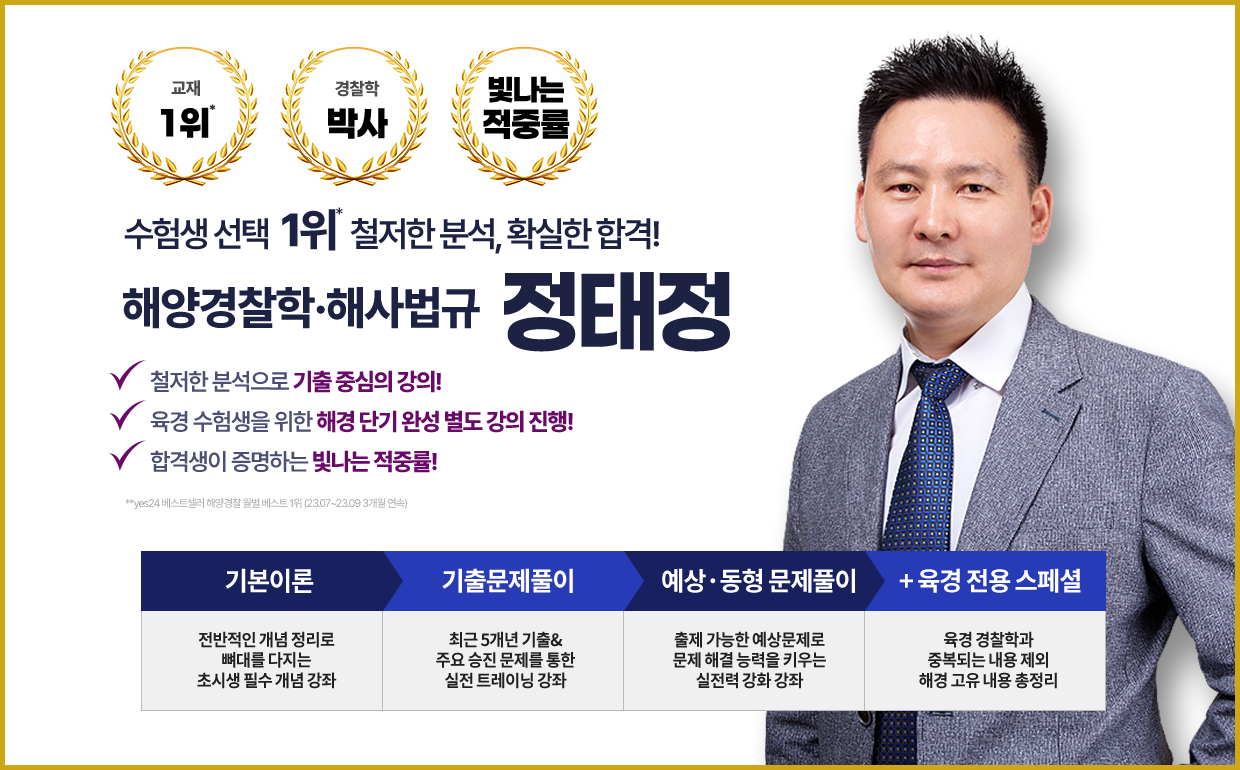 교재
1위*
경찰학
박사
빛나는
적중률
수험생 선택 1위* 철저한 분석, 확실한 합격!
해양경찰학·해사법규 정태정
철저한 분석으로 기출 중심의 강의!
육경 수험생을 위한 해경 단기 완성 별도 강의 진행!
합격생이 증명하는 빛나는 적중률!
**yes24 베스트셀러 해양경찰 월별 베스트 1위 (23.07~23.09 3개월 연속)
기본이론
전반적인 개념 정리로
뼈대를 다지는
초시생 필수 개념 강좌
기출문제풀이
최근 5개년 기출&
주요 승진 문제를 통한
실전 트레이닝 강좌
예상·동형 문제풀이
출제 가능한 예상문제로
문제 해결 능력을 키우는
실전력 강화 강좌
+ 육경 전용 스페셜
육경 경찰학과
중복되는 내용 제외
해경 고유 내용 총정리